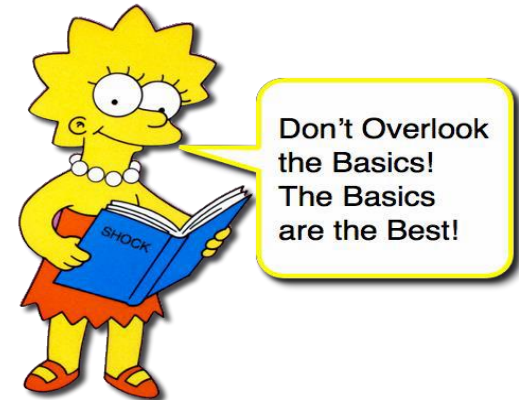 SHOCK
Don't Overlook
the Basics!
The Basics
are the Best!